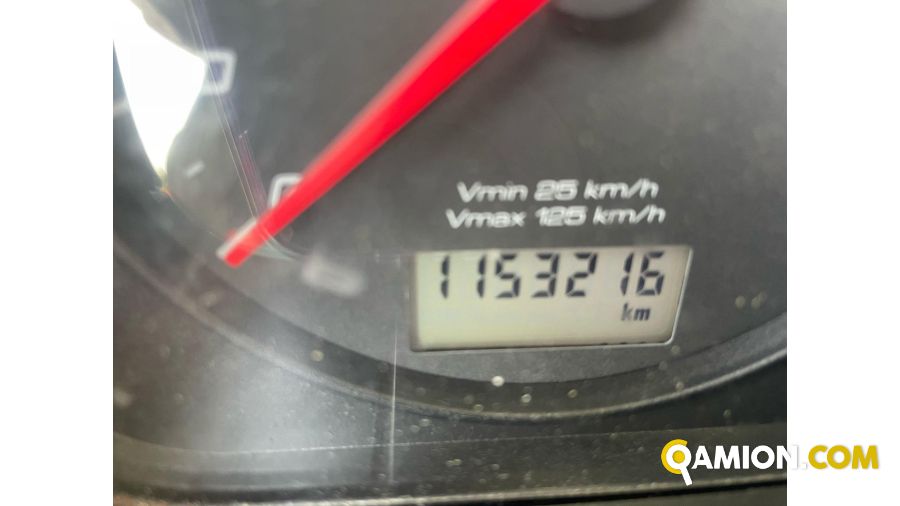 Vmin 25 km/h
Vmax 125 km/h
1153216
km
QAMION.COM